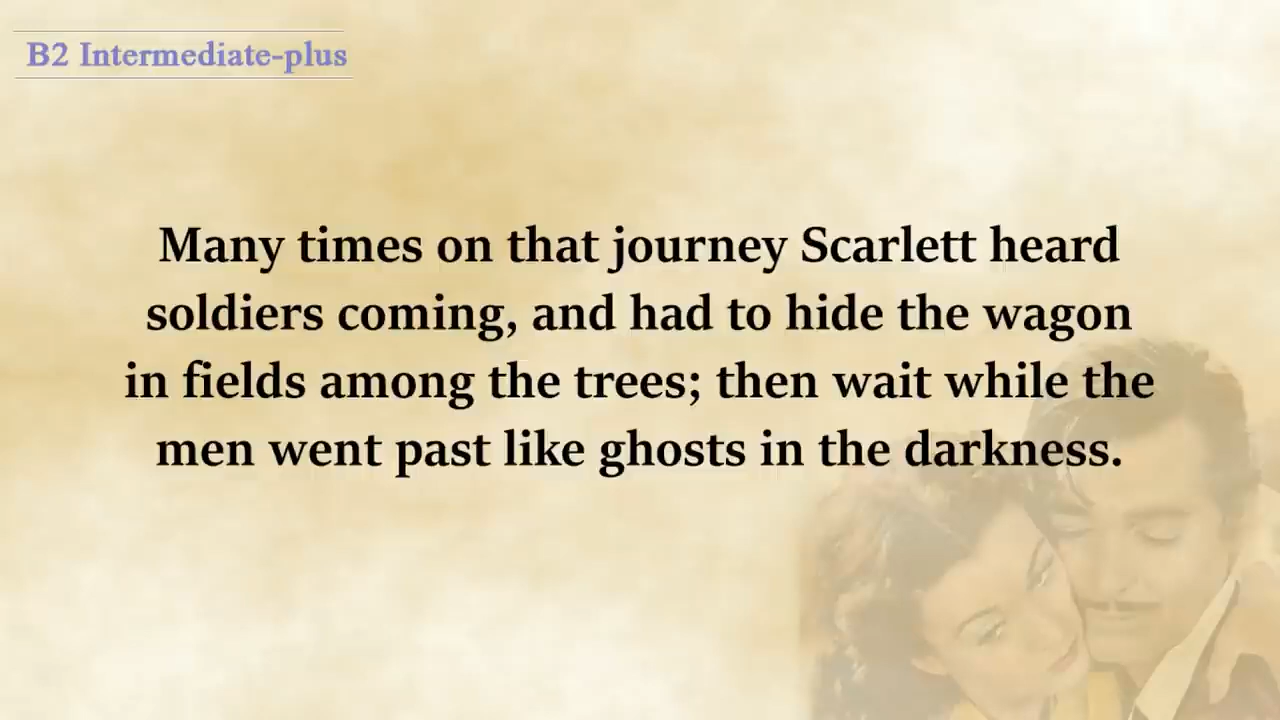 B2 Intermediate-plus
Many times on that journey Scarlett heard
soldiers coming, and had to hide the wagon
in fields among the trees; then wait while the
men went past like ghosts in the darkness.